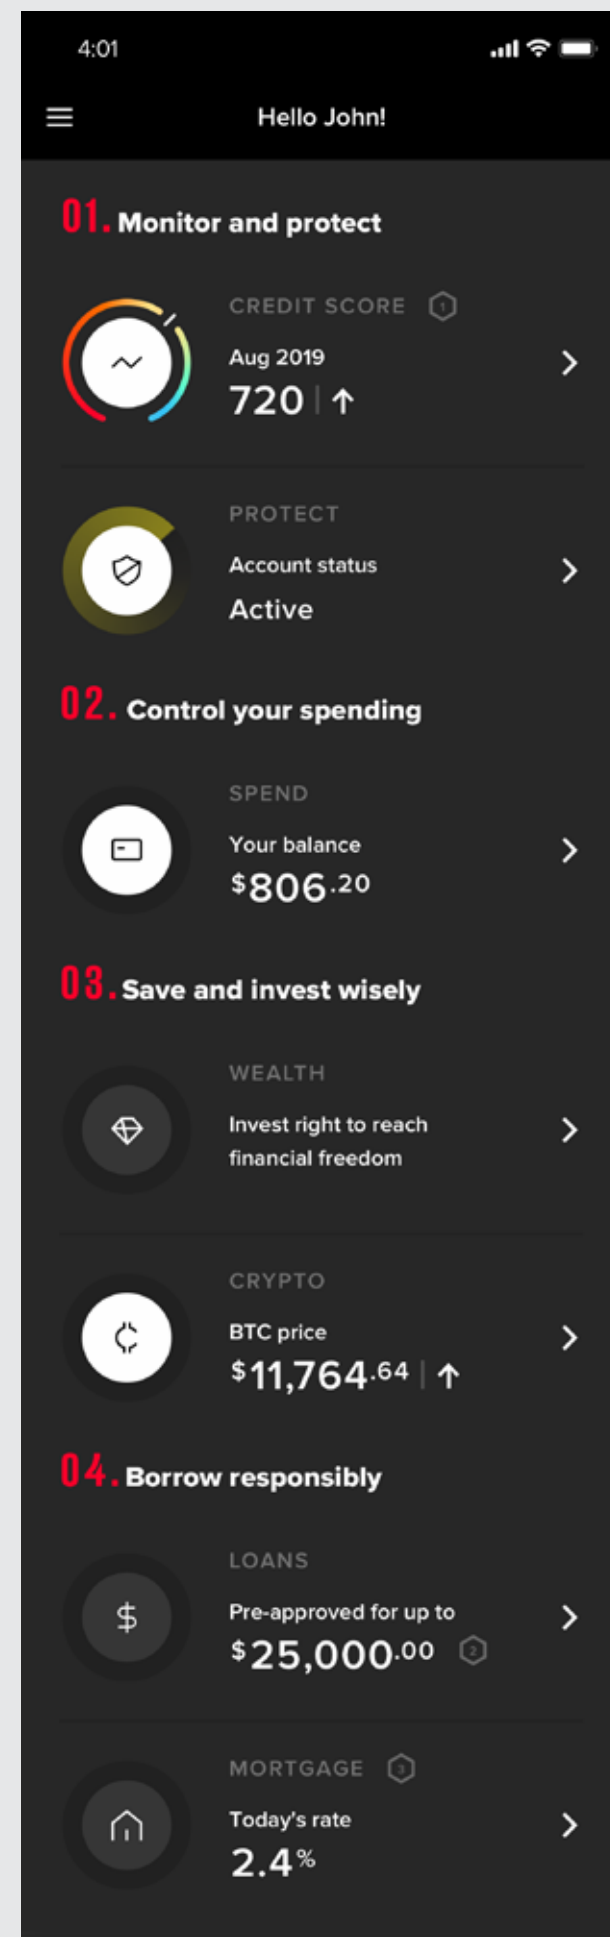 4:01
Hello John!
01. Monitor and protect
CREDIT SCORE 1
Aug 2019
720
PROTECT
Account status
Active
02. Control your spending
SPEND
Your balance
$806.20
03. Save and invest wisely
WEALTH
Invest right to reach
financial freedom
CRYPTO
BTC price
$11,764.64
04. Borrow responsibly
LOANS
Pre-approved for up to
$25,000.00 2
MORTGAGE 3
Today's rate
2.4%